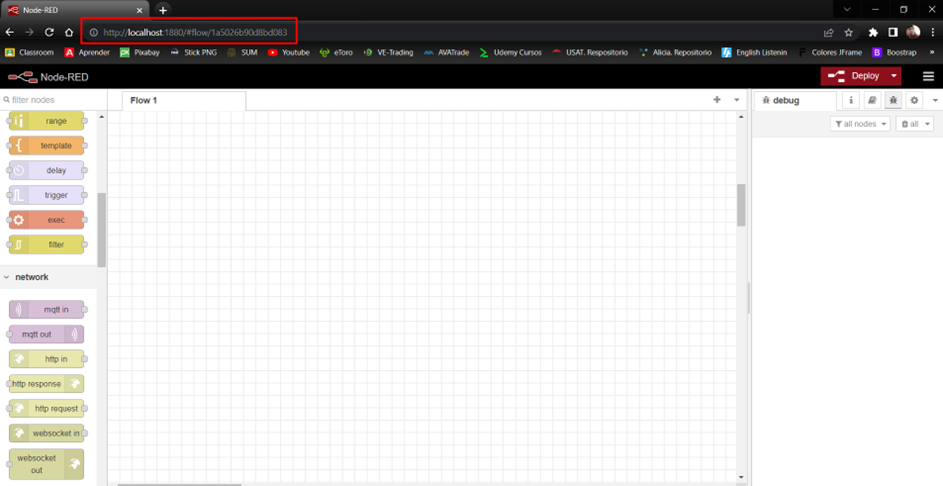 Node-RED
http://localhost:1880/#flow/1a5026b90d8bd083
Classroom Aprender Pixabay Stick PNG SUM Youtube eToro VE-Trading AVATrade Udemy Cursos USAT. Respositorio Alicia. Repositorio English Listenin Colores JFrame Boostrap »
Node-RED Deploy
filter nodes
Flow 1
debug
all nodes
all
range
template
delay
trigger
exec
filter
network
mqtt in
mqtt out
http in
http response
http request
websocket in
websocket
out